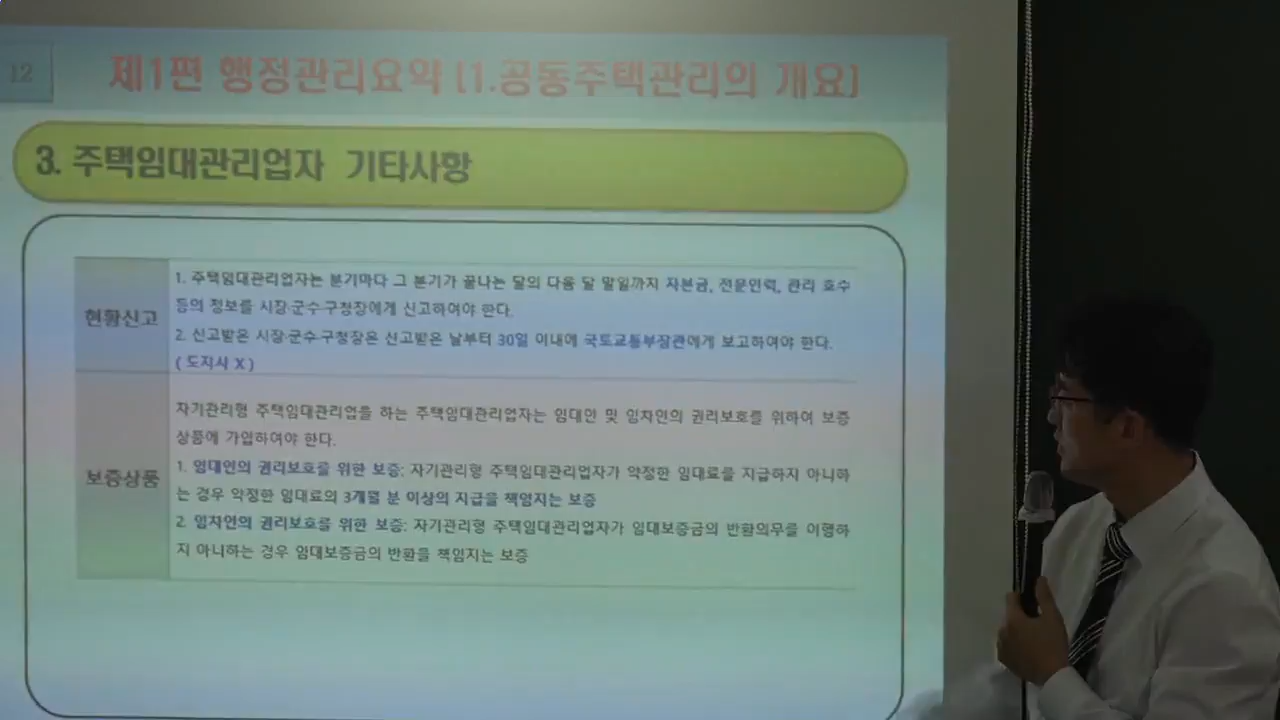 12
제1편 행정관리요약 [1.공동주택관리의 개요]
3. 주택임대관리업자 기타사항
현황신고
1. 주택임대관리업자는 분기마다 그 분기가 끝나는 달의 다음 달 말일까지 자본금, 전문인력, 관리 호수
등의 정보를 시장·군수·구청장에게 신고하여야 한다.
2. 신고받은 시장·군수·구청장은 신고받은 날부터 30일 이내에 국토교통부장관에게 보고하여야 한다.
( 도지사 X )
보증상품
자기관리형 주택임대관리업을 하는 주택임대관리업자는 임대인 및 임차인의 권리보호를 위하여 보증
상품에 가입하여야 한다.
1. 임대인의 권리보호를 위한 보증: 자기관리형 주택임대관리업자가 약정한 임대료를 지급하지 아니하
는 경우 약정한 임대료의 3개월 분 이상의 지급을 책임지는 보증
2. 임차인의 권리보호를 위한 보증: 자기관리형 주택임대관리업자가 임대보증금의 반환의무를 이행하
지 아니하는 경우 임대보증금의 반환을 책임지는 보증